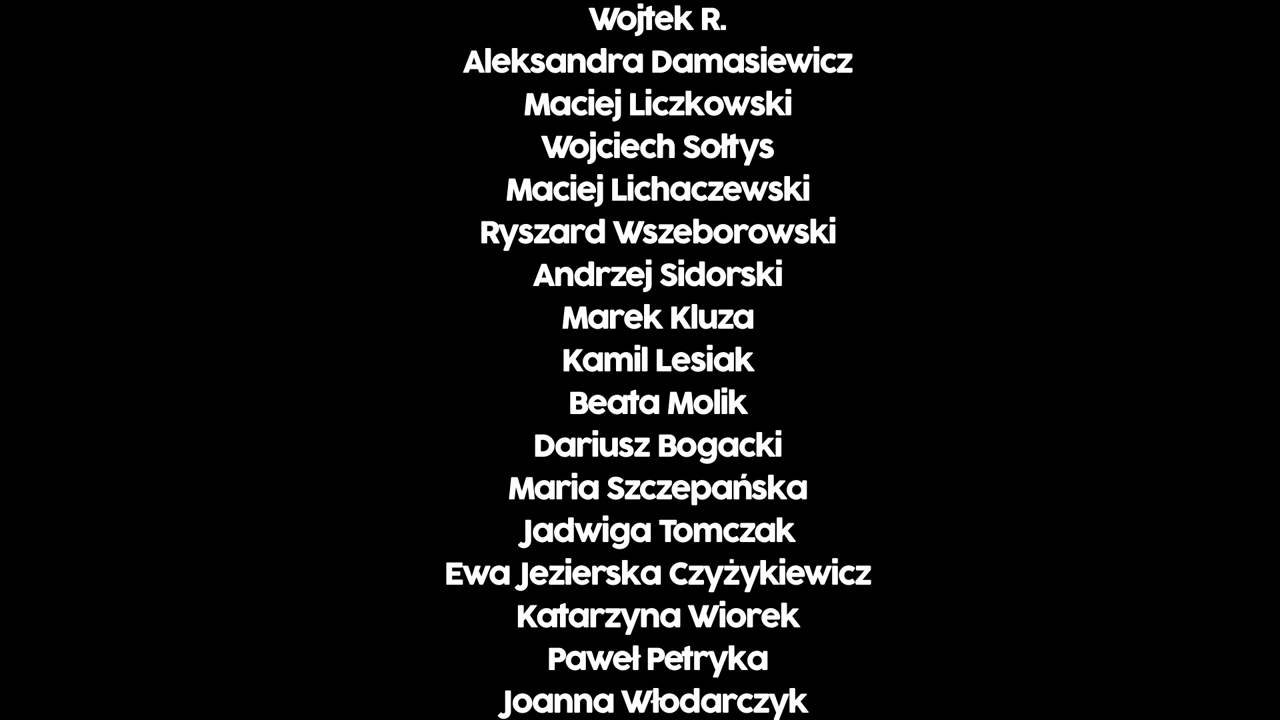 Wojtek R.
Aleksandra Damasiewicz
Maciej Liczkowski
Wojciech Sołtys
Maciej Lichaczewski
Ryszard Wszeborowski
Andrzej Sidorski
Marek Kluza
Kamil Lesiak
Beata Molik
Dariusz Bogacki
Maria Szczepańska
Jadwiga Tomczak
Ewa Jezierska Czyżykiewicz
Katarzyna Wiorek
Paweł Petryka
Joanna Włodarczyk